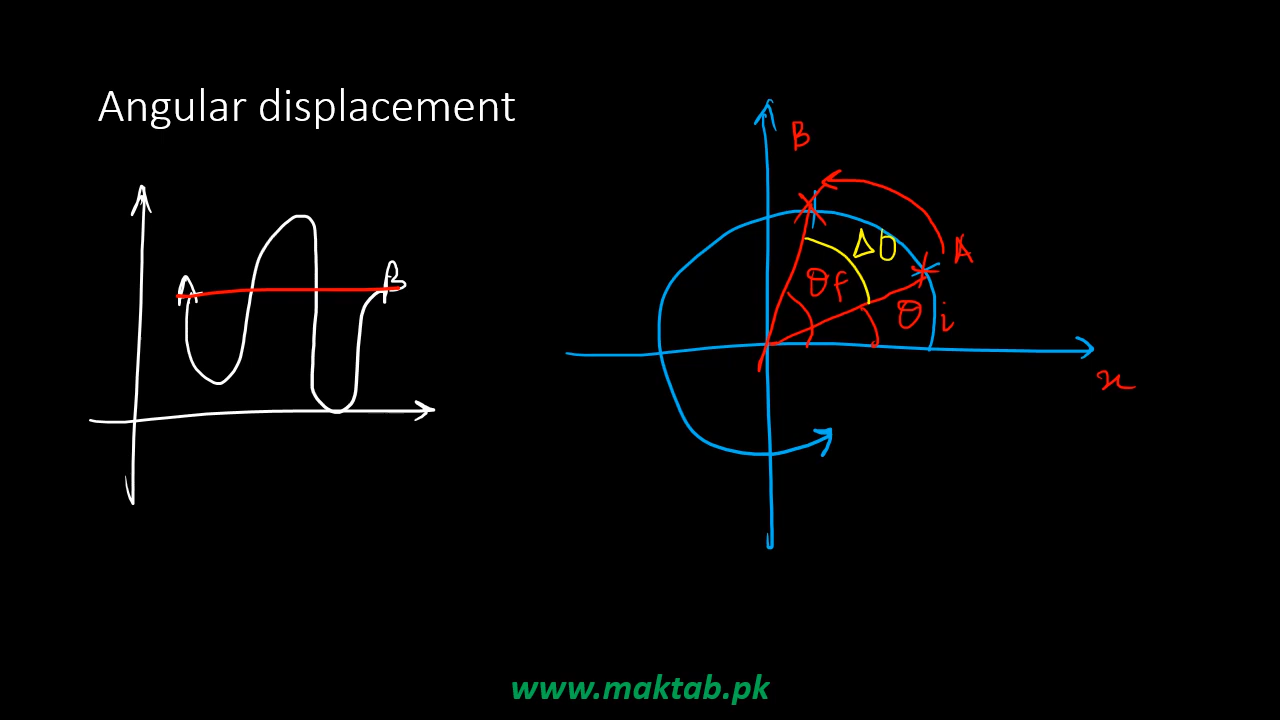 Angular displacement
A
B
B
A
Δθ
θf
θi
x
www.maktab.pk